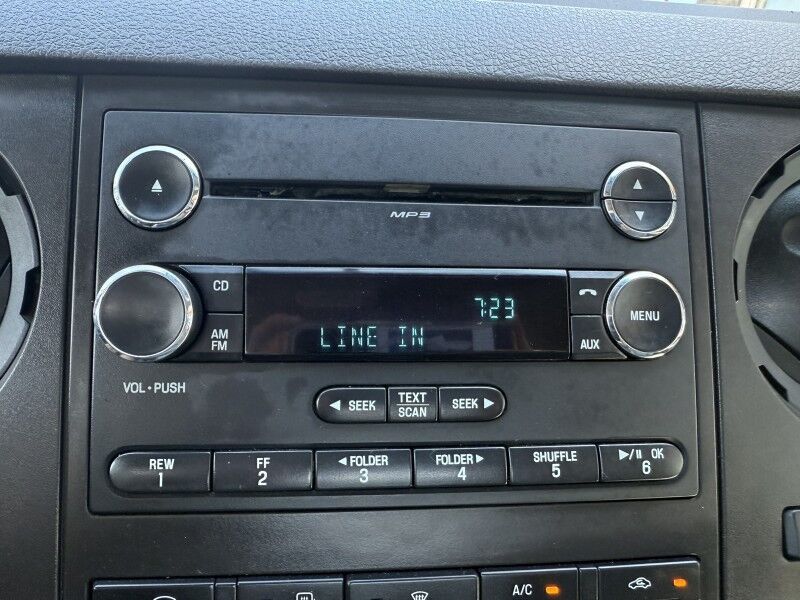 MP3
CD
7:23
AM
FM
LINE IN
AUX
MENU
VOL • PUSH
◄ SEEK
TEXT
SCAN
SEEK ►
REW
1
FF
2
◄ FOLDER
3
FOLDER ►
4
SHUFFLE
5
►/II OK
6
A/C